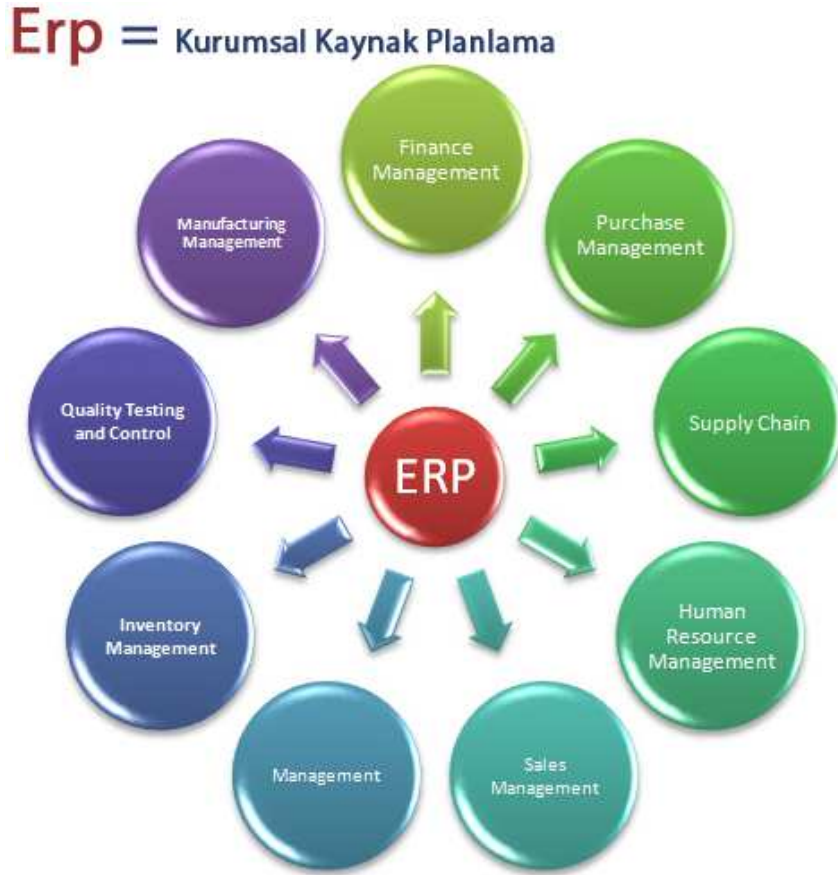 Erp = Kurumsal Kaynak Planlama
Finance
Management
Purchase
Management
Supply Chain
Human
Resource
Management
Sales
Management
Management
Inventory
Management
Quality Testing
and Control
Manufacturing
Management
ERP